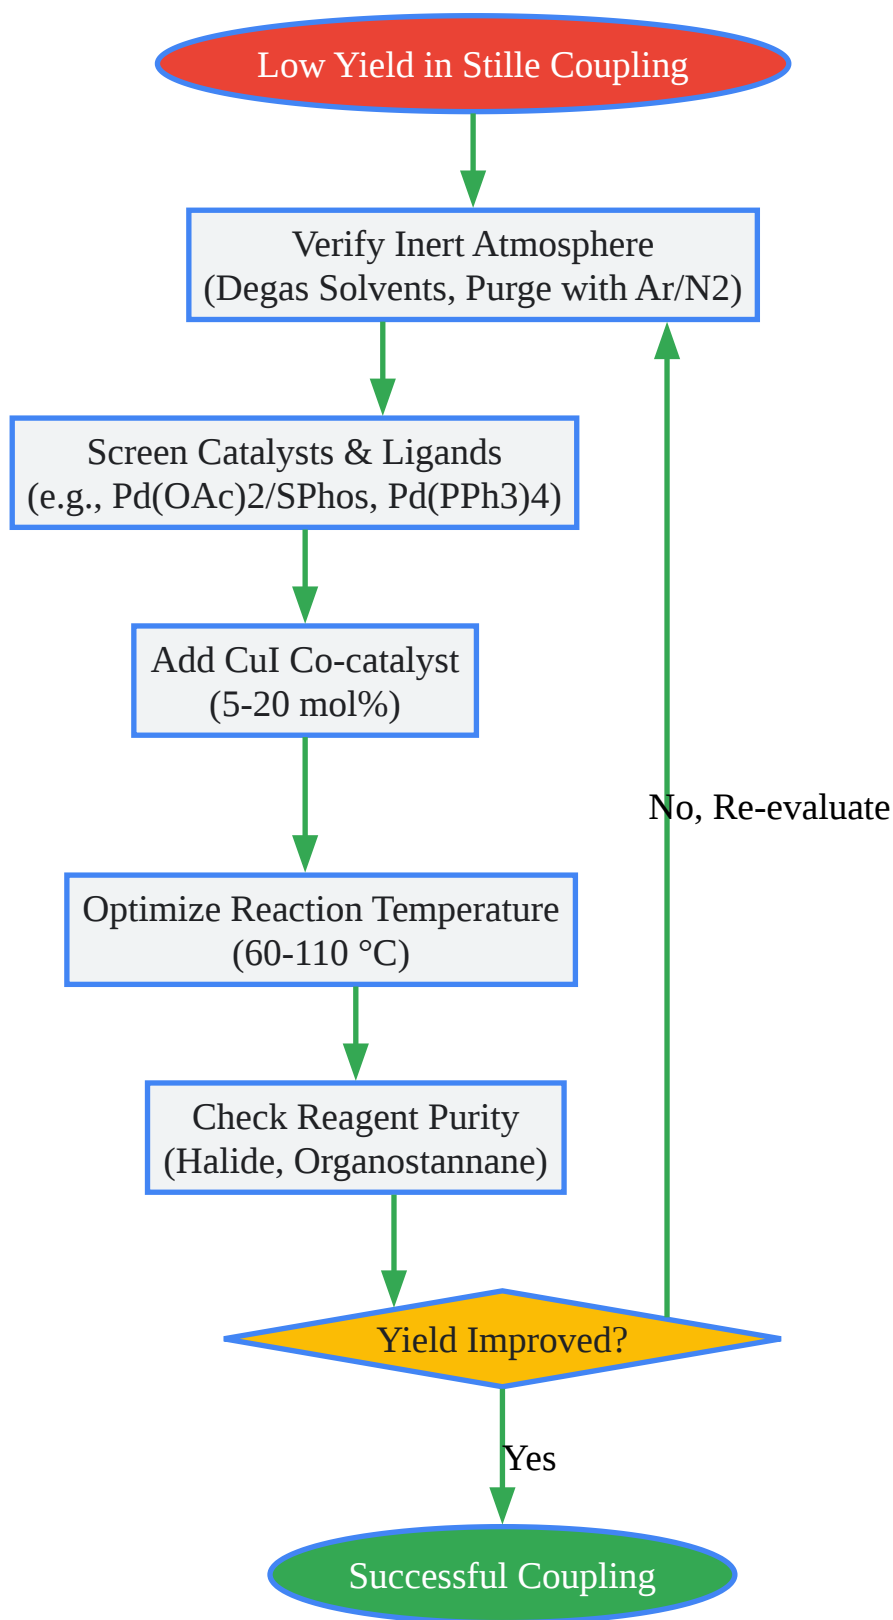 Low Yield in Stille Coupling
Verify Inert Atmosphere
(Degas Solvents, Purge with Ar/N2)
Screen Catalysts & Ligands
(e.g., Pd(OAc)2/SPhos, Pd(PPh3)4)
Add CuI Co-catalyst
(5-20 mol%)
No, Re-evaluate
Optimize Reaction Temperature
(60-110 °C)
Check Reagent Purity
(Halide, Organostannane)
Yield Improved?
Yes
Successful Coupling